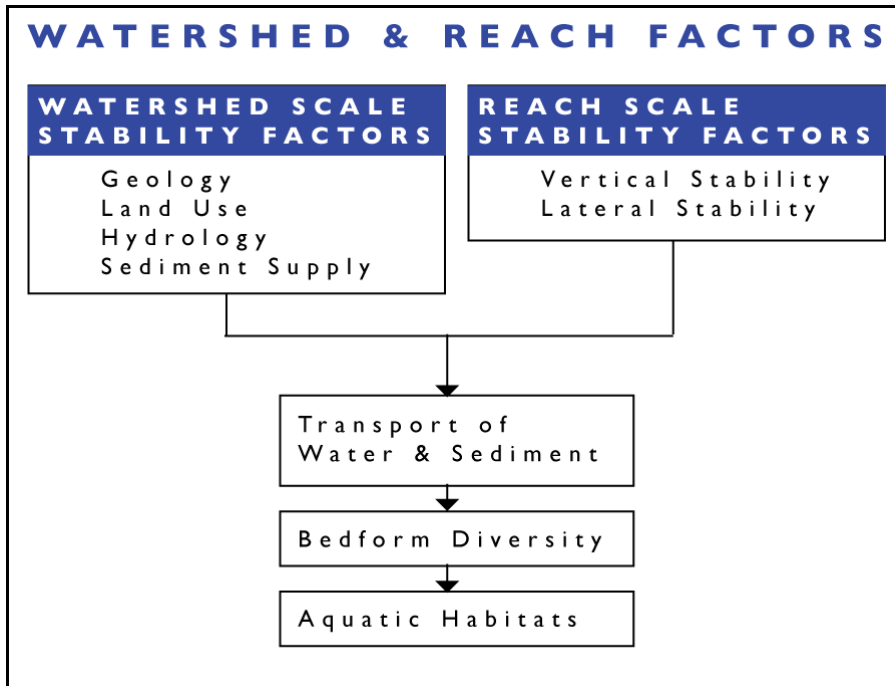 WATERSHED & REACH FACTORS
WATERSHED SCALE
STABILITY FACTORS
Geology
Land Use
Hydrology
Sediment Supply
REACH SCALE
STABILITY FACTORS
Vertical Stability
Lateral Stability
Transport of
Water & Sediment
Bedform Diversity
Aquatic Habitats